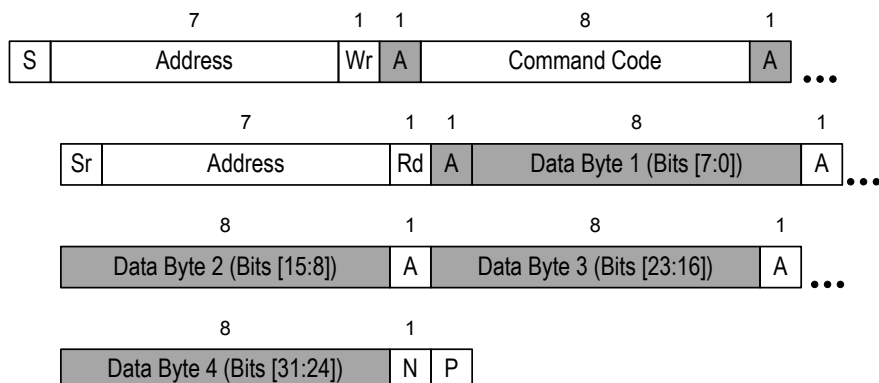 7 1 1 8 1
S Address Wr A Command Code A •••
7 1 1 8 1
Sr Address Rd A Data Byte 1 (Bits [7:0]) A •••
8 1 8 1
Data Byte 2 (Bits [15:8]) A Data Byte 3 (Bits [23:16]) A •••
8 1
Data Byte 4 (Bits [31:24]) N P